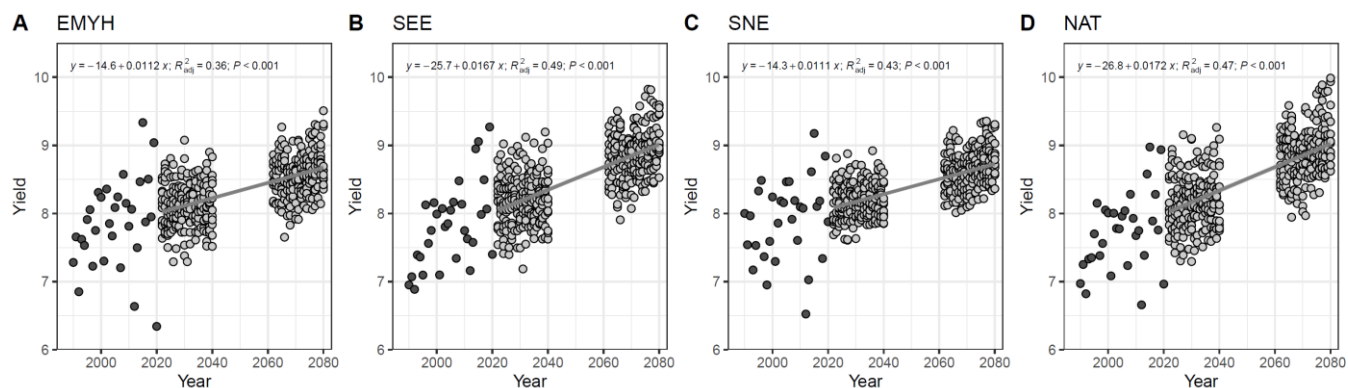 A EMYH
y = −14.6 + 0.0112 x; R²adj = 0.36; P < 0.001
10
9
8
7
6
Yield
2000 2020 2040 2060 2080
Year
B SEE
y = −25.7 + 0.0167 x; R²adj = 0.49; P < 0.001
10
9
8
7
6
Yield
2000 2020 2040 2060 2080
Year
C SNE
y = −14.3 + 0.0111 x; R²adj = 0.43; P < 0.001
10
9
8
7
6
Yield
2000 2020 2040 2060 2080
Year
D NAT
y = −26.8 + 0.0172 x; R²adj = 0.47; P < 0.001
10
9
8
7
6
Yield
2000 2020 2040 2060 2080
Year